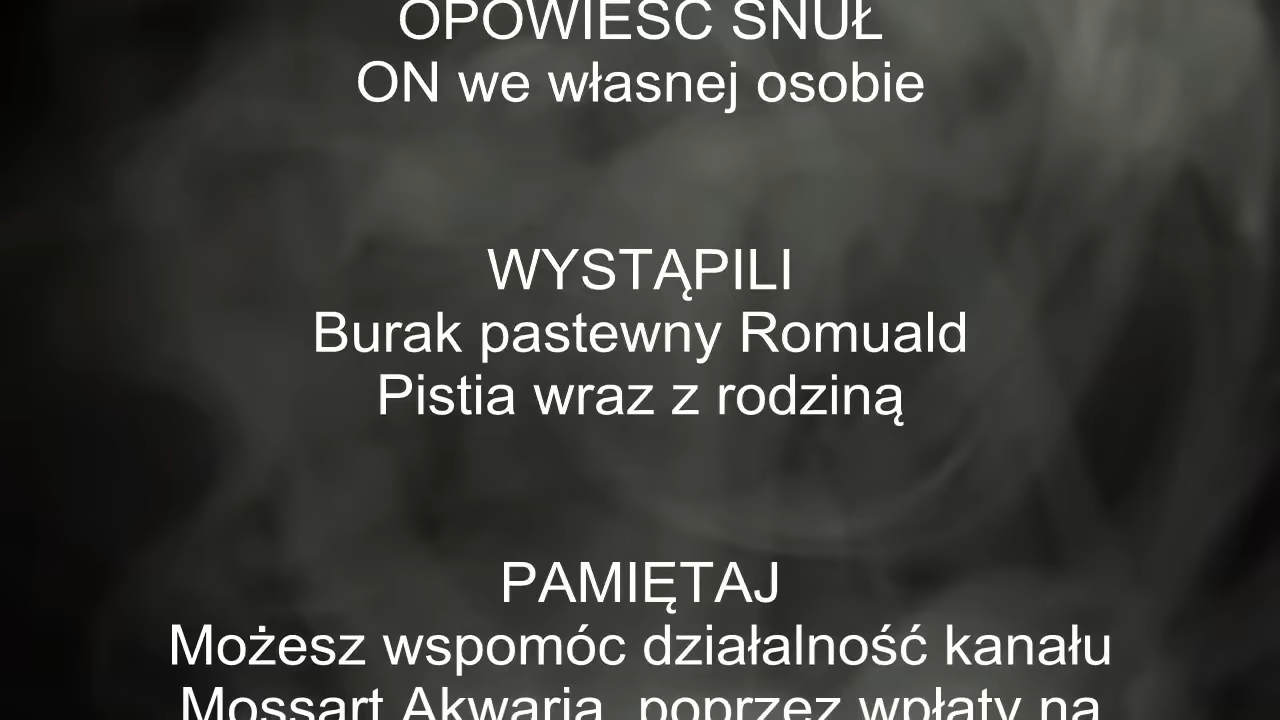 OPOWIEŚĆ SNUŁ
ON we własnej osobie
WYSTĄPILI
Burak pastewny Romuald
Pistia wraz z rodziną
PAMIĘTAJ
Możesz wspomóc działalność kanału
Mossart Akwaria, poprzez wpłaty na